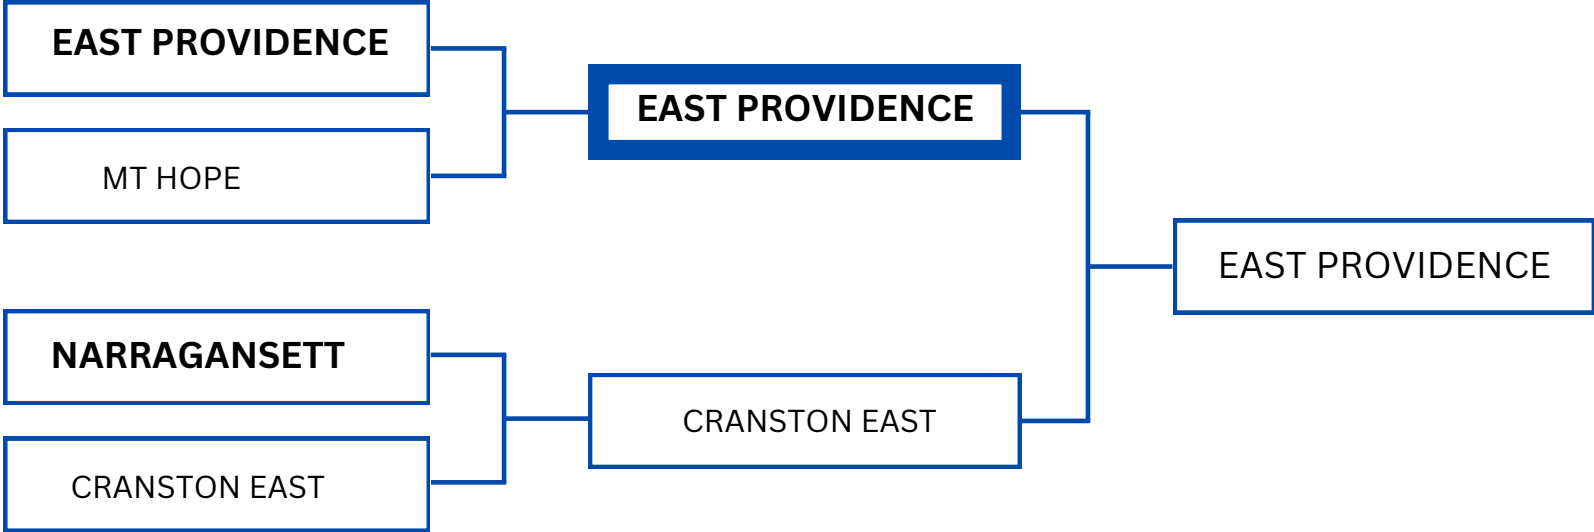 EAST PROVIDENCE
MT HOPE
NARRAGANSETT
CRANSTON EAST
EAST PROVIDENCE
CRANSTON EAST
EAST PROVIDENCE